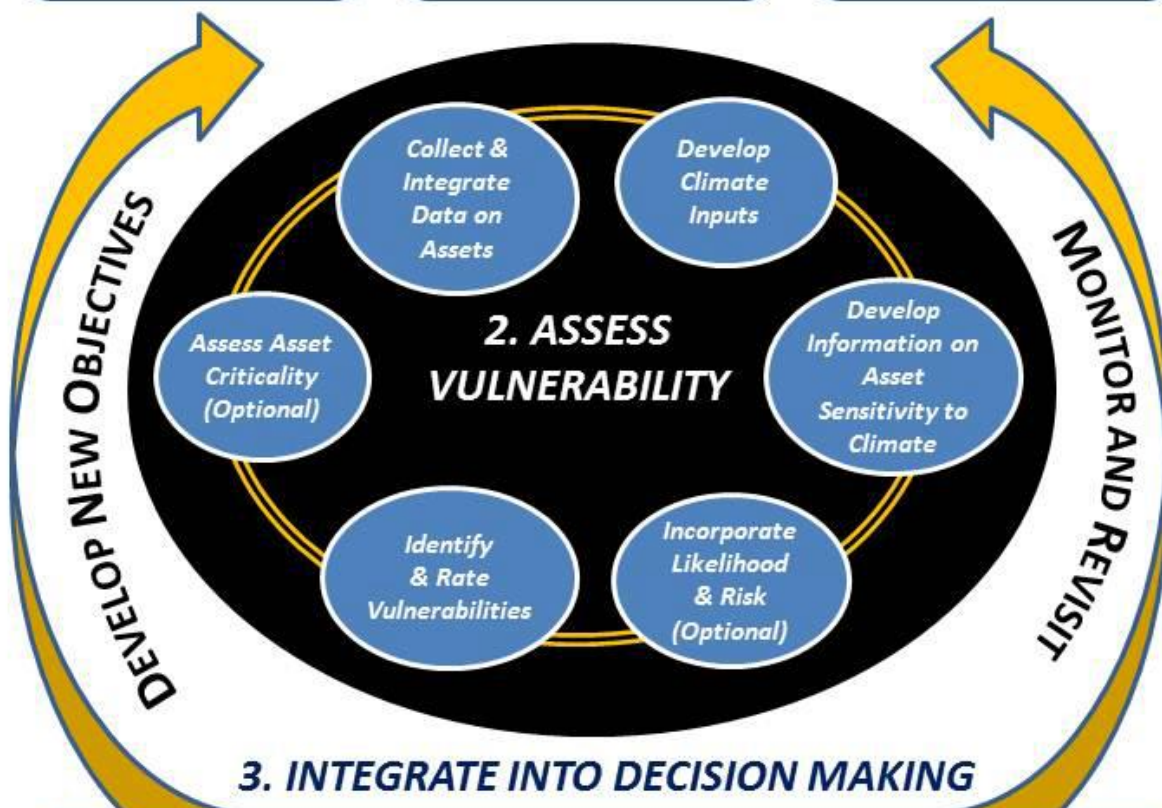 Collect &
Integrate
Data on
Assets
Develop
Climate
Inputs
Assess Asset
Criticality
(Optional)
2. ASSESS
VULNERABILITY
Develop
Information on
Asset
Sensitivity to
Climate
Identify
& Rate
Vulnerabilities
Incorporate
Likelihood
& Risk
(Optional)
DEVELOP NEW OBJECTIVES
MONITOR AND REVISIT
3. INTEGRATE INTO DECISION MAKING